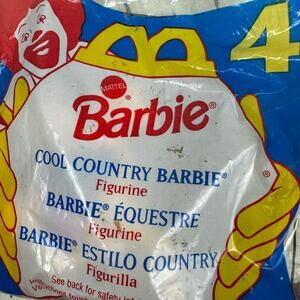 4
MATTEL
Barbie®
COOL COUNTRY BARBIE®
Figurine
BARBIE® ÉQUESTRE
Figurine
BARBIE® ESTILO COUNTRY
Figurilla
See back for safety